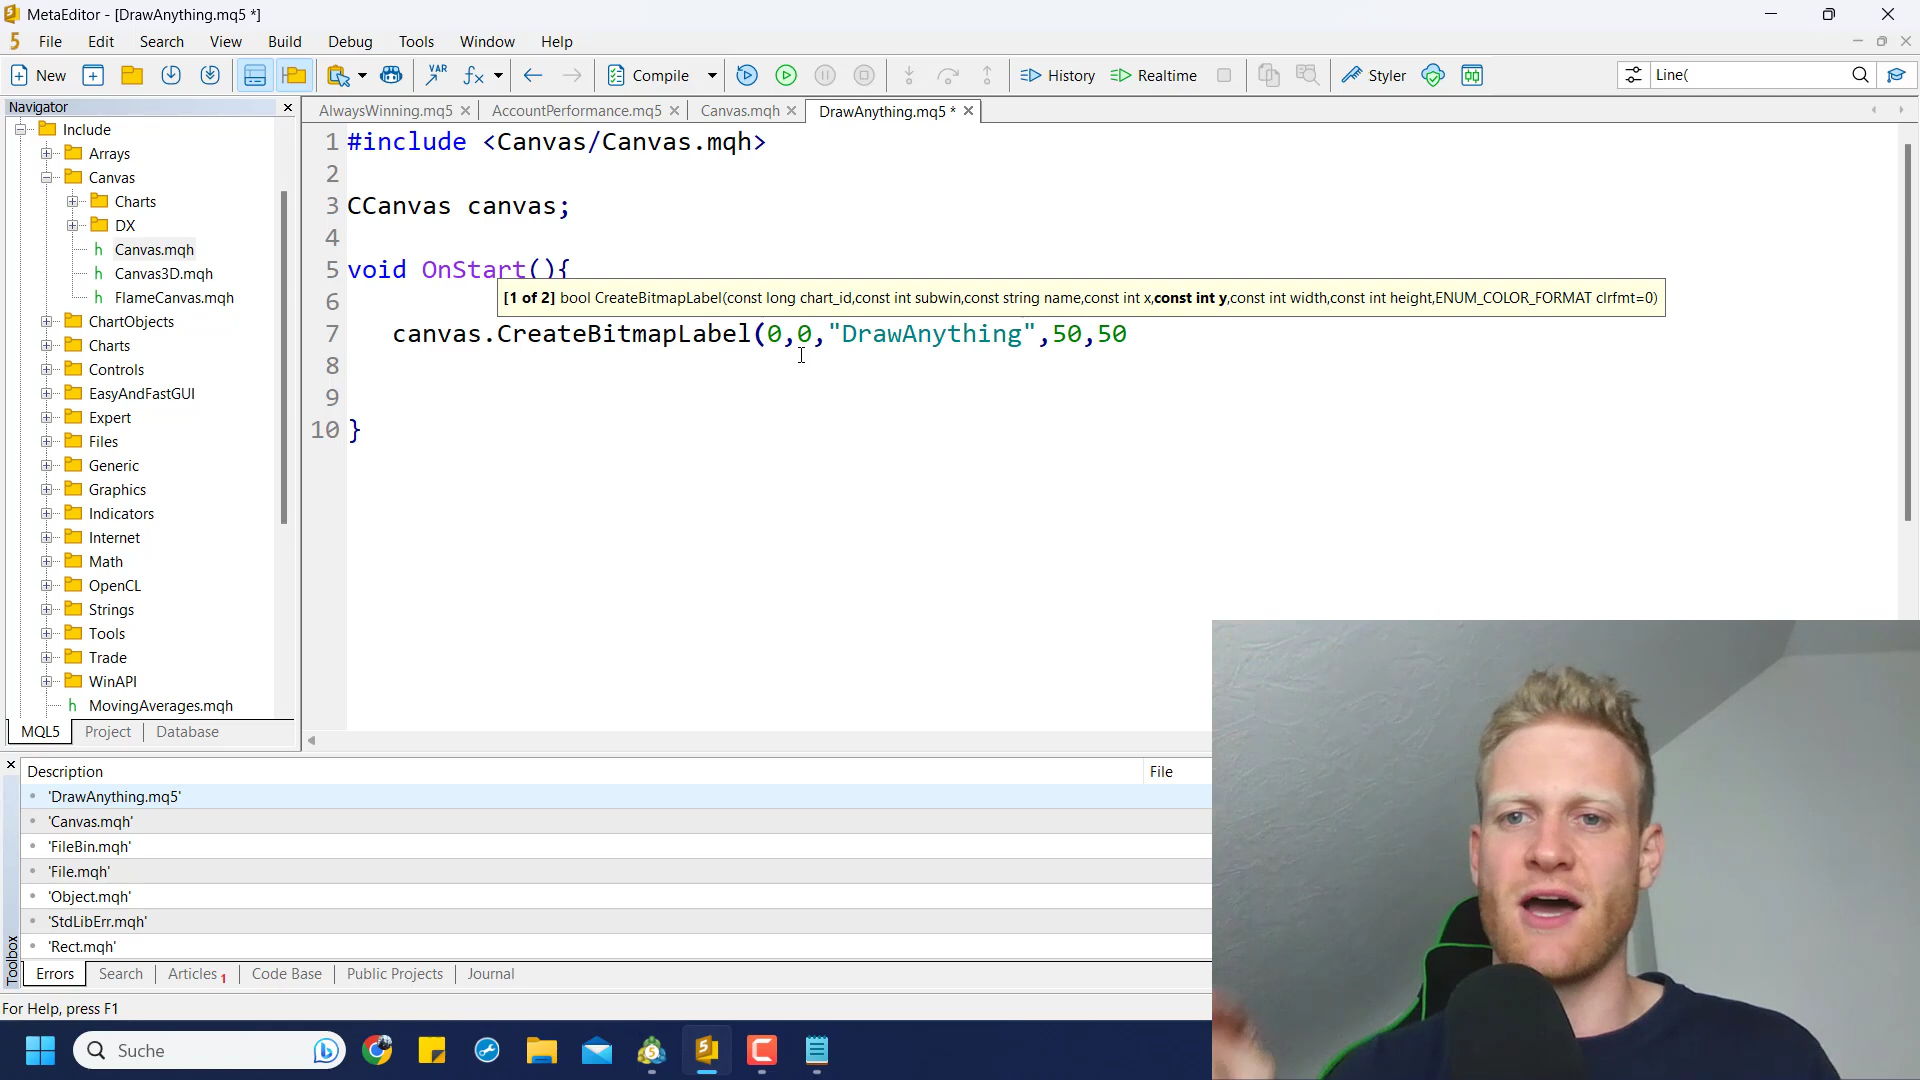 MetaEditor - [DrawAnything.mq5 *]
5 File Edit Search View Build Debug Tools Window Help
New VAR fx Compile History Realtime Styler Line(
Navigator
AlwaysWinning.mq5 AccountPerformance.mq5 Canvas.mqh DrawAnything.mq5 *
Include
Arrays
Canvas
Charts
DX
h Canvas.mqh
h Canvas3D.mqh
h FlameCanvas.mqh
ChartObjects
Charts
Controls
EasyAndFastGUI
Expert
Files
Generic
Graphics
Indicators
Internet
Math
OpenCL
Strings
Tools
Trade
WinAPI
h MovingAverages.mqh
MQL5 Project Database
1 #include <Canvas/Canvas.mqh>
2
3 CCanvas canvas;
4
5 void OnStart(){
[1 of 2] bool CreateBitmapLabel(const long chart_id,const int subwin,const string name,const int x,const int y,const int width,const int height,ENUM_COLOR_FORMAT clrfmt=0)
6
7 canvas.CreateBitmapLabel(0,0,"DrawAnything",50,50
8
9
10 }
Description File
'DrawAnything.mq5'
'Canvas.mqh'
'FileBin.mqh'
'File.mqh'
'Object.mqh'
'StdLibErr.mqh'
'Rect.mqh'
Toolbox
Errors Search Articles 1 Code Base Public Projects Journal
For Help, press F1
Suche